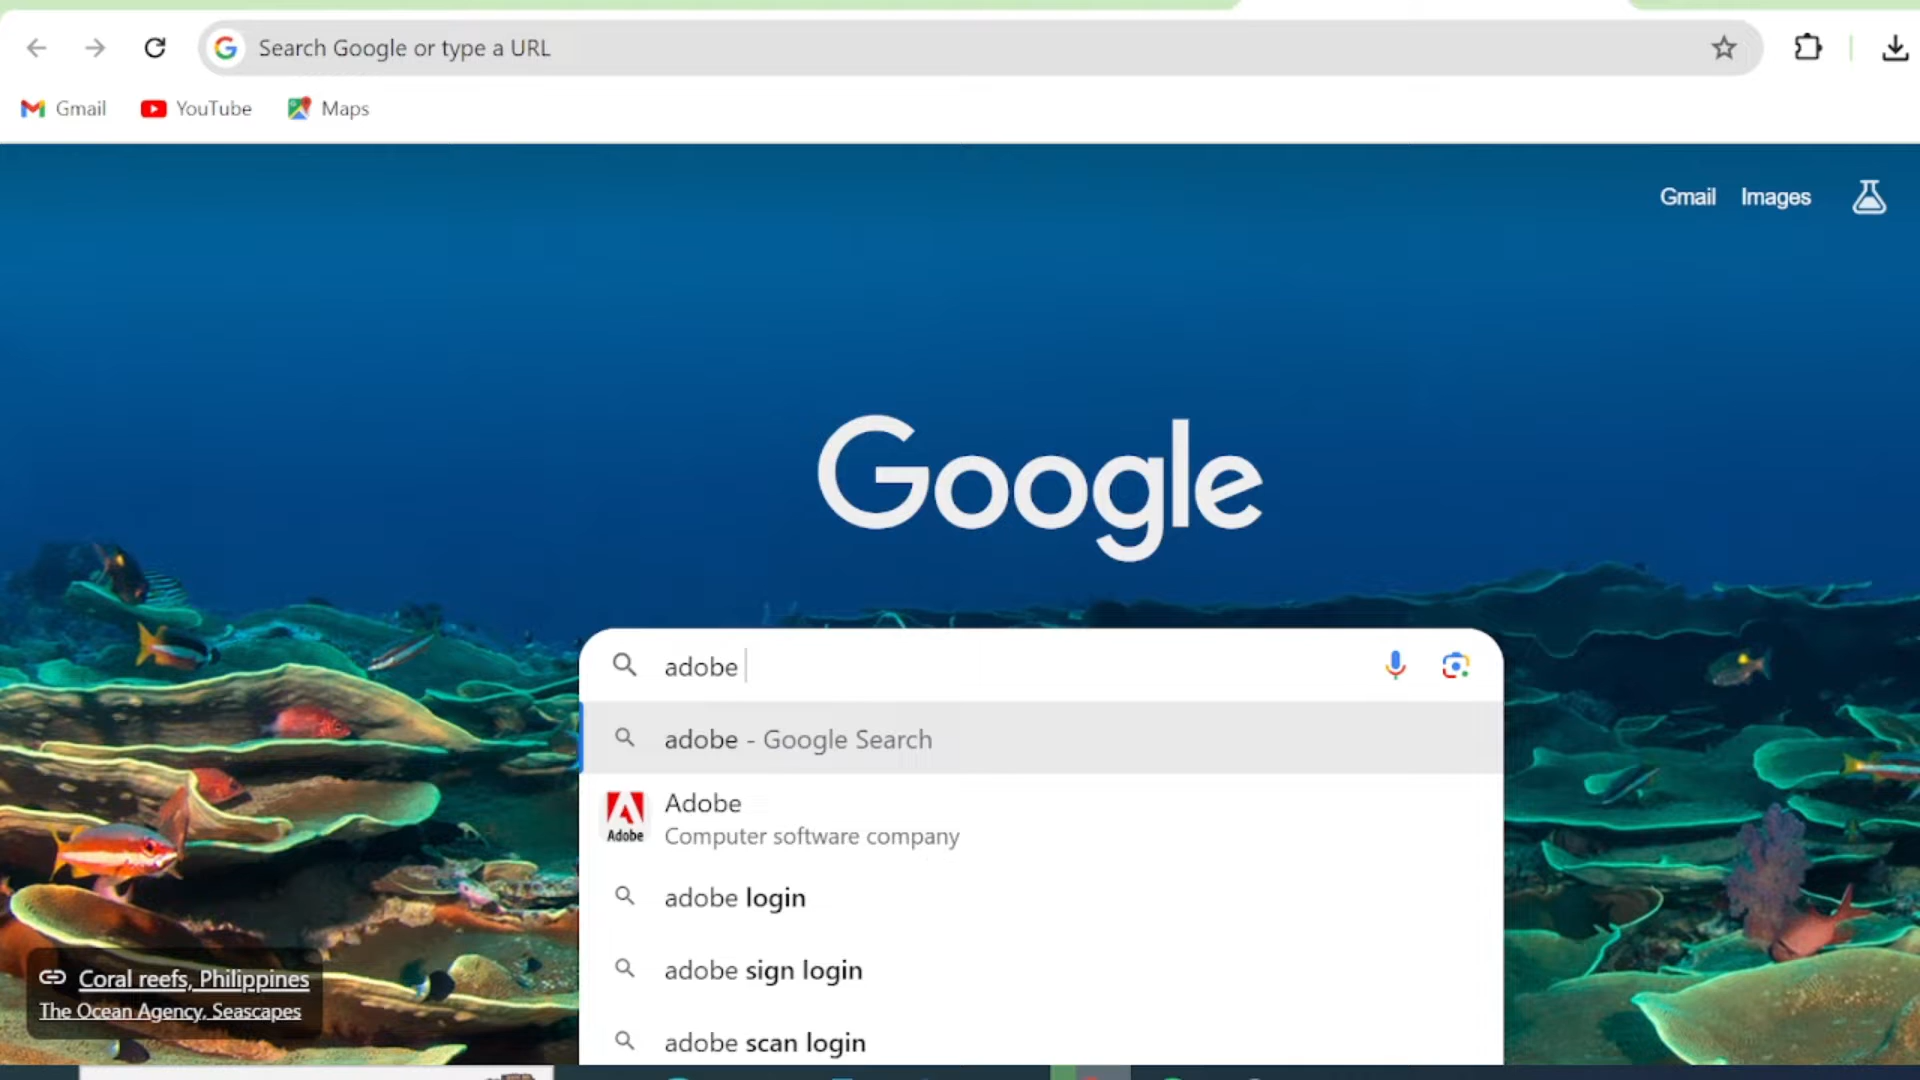 Search Google or type a URL
Gmail YouTube Maps
Gmail Images
Google
adobe
adobe - Google Search
Adobe
Adobe
Computer software company
adobe login
adobe sign login
adobe scan login
Coral reefs, Philippines
The Ocean Agency, Seascapes